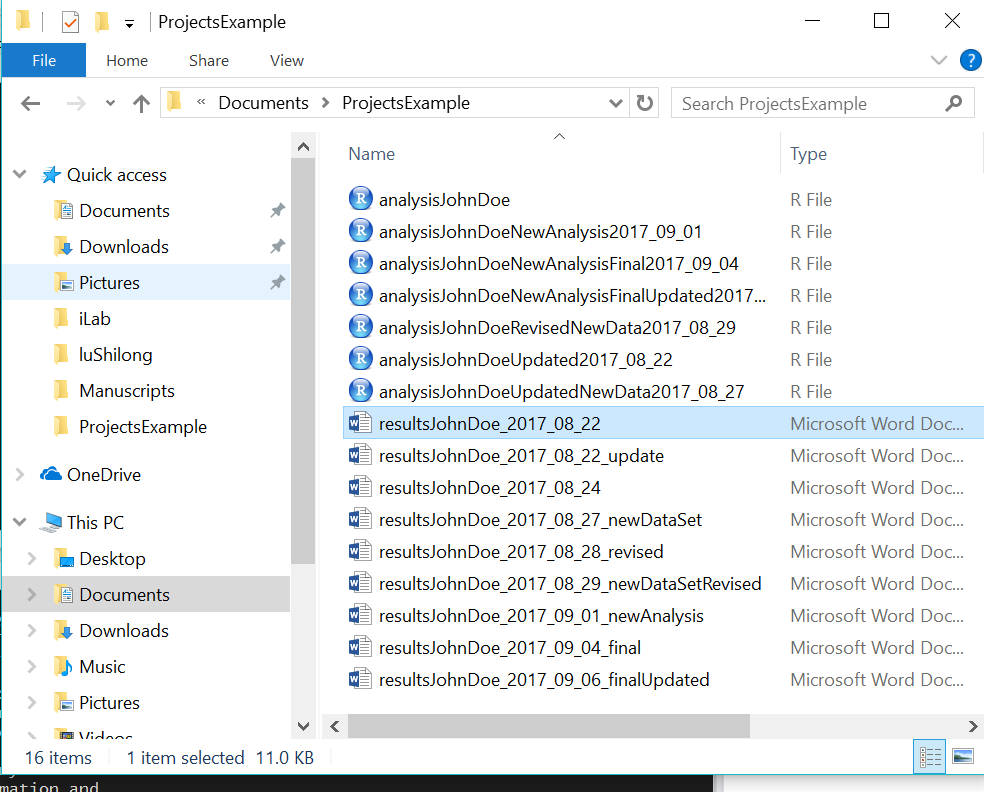 ProjectsExample
File Home Share View
« Documents > ProjectsExample
Search ProjectsExample
Quick access
Documents
Downloads
Pictures
iLab
luShilong
Manuscripts
ProjectsExample
OneDrive
This PC
Desktop
Documents
Downloads
Music
Pictures
Videos
Name Type
analysisJohnDoe R File
analysisJohnDoeNewAnalysis2017_09_01 R File
analysisJohnDoeNewAnalysisFinal2017_09_04 R File
analysisJohnDoeNewAnalysisFinalUpdated2017... R File
analysisJohnDoeRevisedNewData2017_08_29 R File
analysisJohnDoeUpdated2017_08_22 R File
analysisJohnDoeUpdatedNewData2017_08_27 R File
resultsJohnDoe_2017_08_22 Microsoft Word Doc...
resultsJohnDoe_2017_08_22_update Microsoft Word Doc...
resultsJohnDoe_2017_08_24 Microsoft Word Doc...
resultsJohnDoe_2017_08_27_newDataSet Microsoft Word Doc...
resultsJohnDoe_2017_08_28_revised Microsoft Word Doc...
resultsJohnDoe_2017_08_29_newDataSetRevised Microsoft Word Doc...
resultsJohnDoe_2017_09_01_newAnalysis Microsoft Word Doc...
resultsJohnDoe_2017_09_04_final Microsoft Word Doc...
resultsJohnDoe_2017_09_06_finalUpdated Microsoft Word Doc...
16 items 1 item selected 11.0 KB
mation and